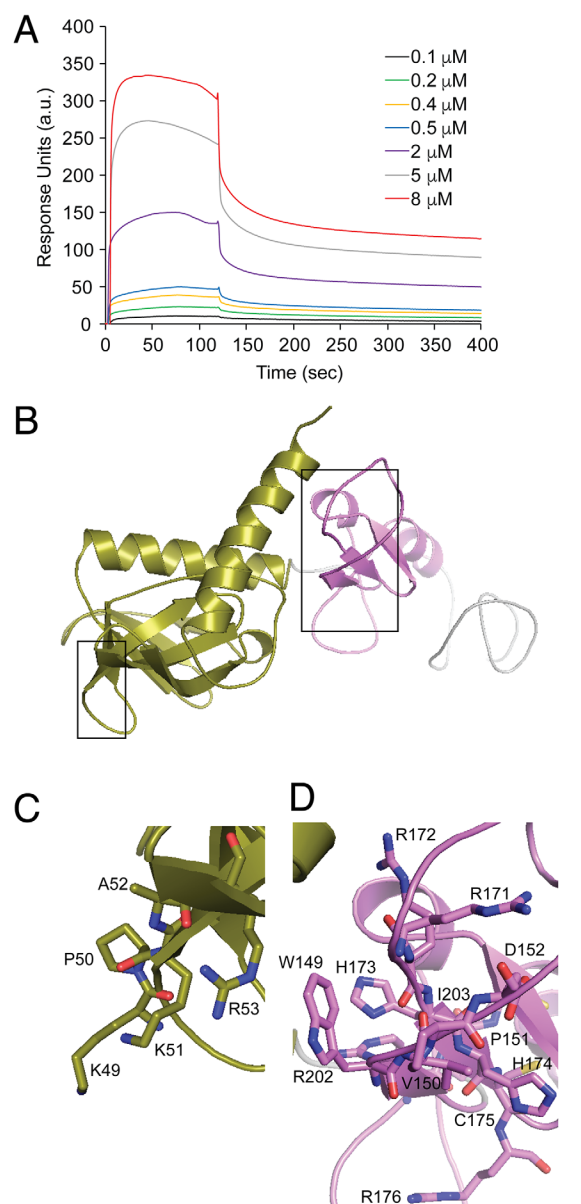 A
400
350
300
250
200
150
100
50
0
Response Units (a.u.)
0 50 100 150 200 250 300 350 400
Time (sec)
0.1 µM
0.2 µM
0.4 µM
0.5 µM
2 µM
5 µM
8 µM
B
C
A52
P50
R53
K51
K49
D
R172
R171
D152
W149
H173
I203
P151
H174
R202
V150
C175
R176